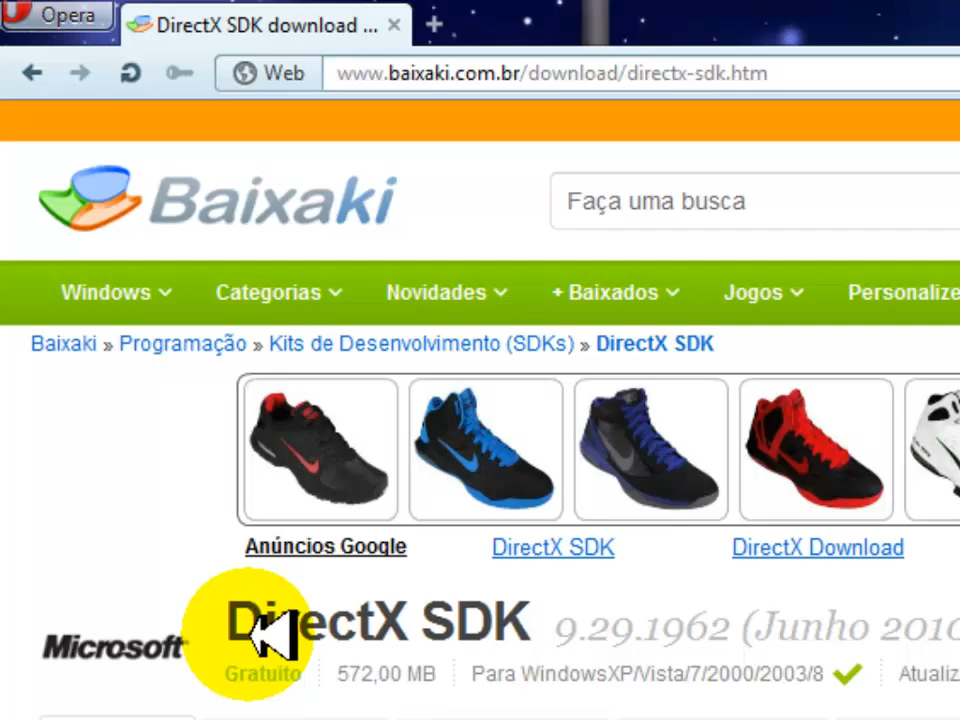 Opera
DirectX SDK download ...
Web
www.baixaki.com.br/download/directx-sdk.htm
Baixaki
Faça uma busca
Windows Categorias Novidades + Baixados Jogos Personalize
Baixaki » Programação » Kits de Desenvolvimento (SDKs) » DirectX SDK
Anúncios Google DirectX SDK DirectX Download
Microsoft
DirectX SDK 9.29.1962 (Junho 2010
Gratuito 572,00 MB Para WindowsXP/Vista/7/2000/2003/8 Atualiz